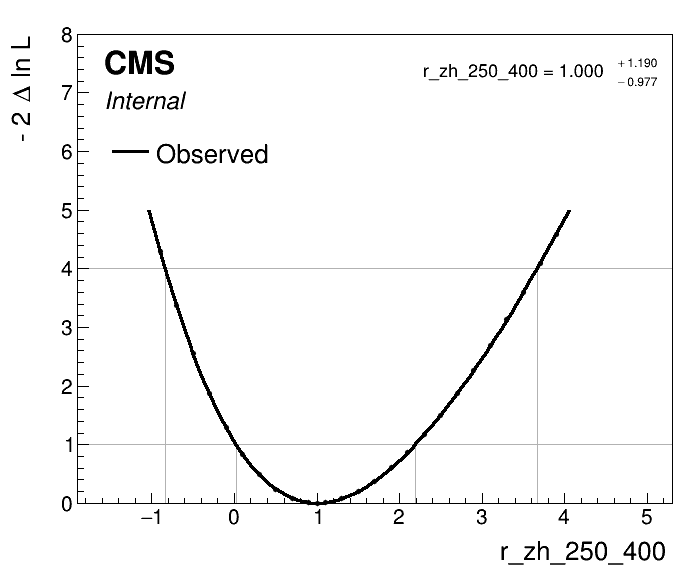 - 2 Δ ln L
8
CMS
r_zh_250_400 = 1.000 +1.190 −0.977
7
Internal
6
Observed
5
4
3
2
1
0
−1 0 1 2 3 4 5
r_zh_250_400